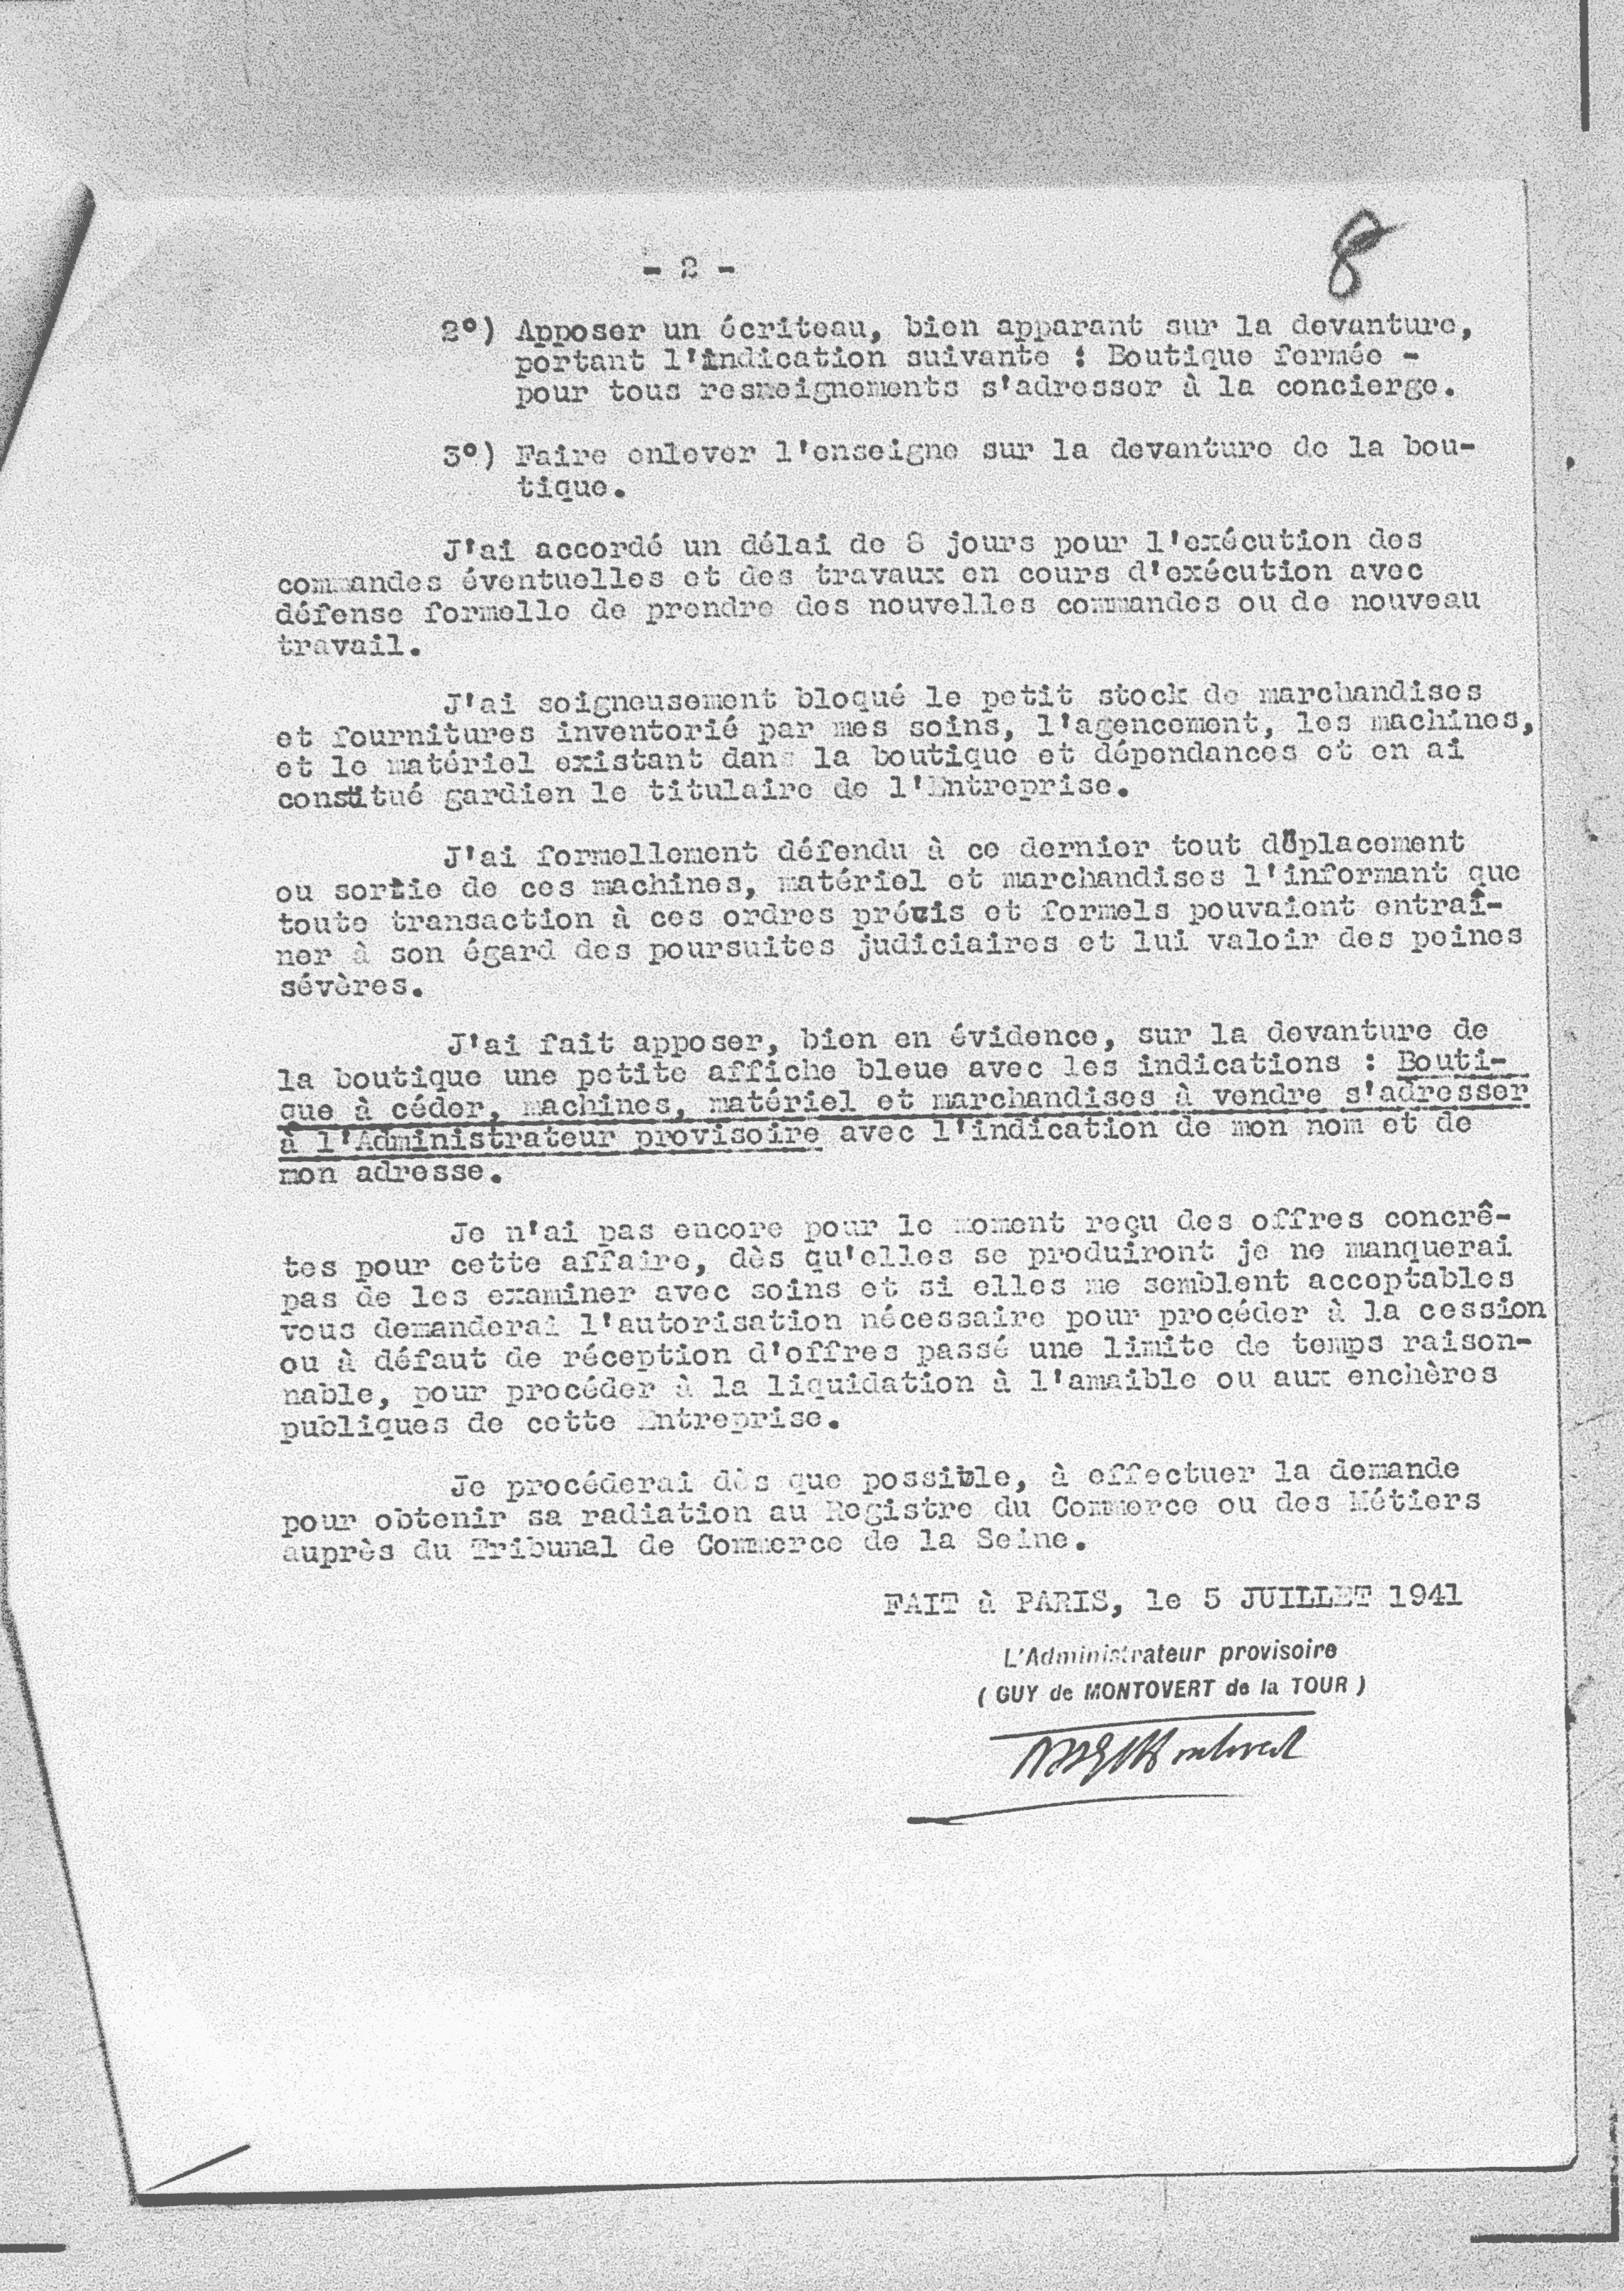 8
- 2 -
2°) Apposer un écriteau, bien apparant sur la devanture,
portant l'indication suivante : Boutique fermée -
pour tous resneignements s'adresser à la concierge.
3°) Faire enlever l'enseigne sur la devanture de la bou-
tique.
J'ai accordé un délai de 8 jours pour l'exécution des
commandes éventuelles et des travaux en cours d'exécution avec
défense formelle de prendre des nouvelles commandes ou de nouveau
travail.
J'ai soigneusement bloqué le petit stock de marchandises
et fournitures inventorié par mes soins, l'agencement, les machines,
et le matériel existant dans la boutique et dépendances et en ai
constitué gardien le titulaire de l'Entreprise.
J'ai formellement défendu à ce dernier tout déplacement
ou sortie de ces machines, matériel et marchandises l'informant que
toute transaction à ces ordres précis et formels pouvaient entraî-
ner à son égard des poursuites judiciaires et lui valoir des peines
sévères.
J'ai fait apposer, bien en évidence, sur la devanture de
la boutique une petite affiche bleue avec les indications : Bouti-
que à céder, machines, matériel et marchandises à vendre s'adresser
à l'Administrateur provisoire avec l'indication de mon nom et de
mon adresse.
Je n'ai pas encore pour le moment reçu des offres concrê-
tes pour cette affaire, dès qu'elles se produiront je ne manquerai
pas de les examiner avec soins et si elles me semblent acceptables
vous demanderai l'autorisation nécessaire pour procéder à la cession
ou à défaut de réception d'offres passé une limite de temps raison-
nable, pour procéder à la liquidation à l'amaible ou aux enchères
publiques de cette Entreprise.
Je procéderai dès que possible, à effectuer la demande
pour obtenir sa radiation au Registre du Commerce ou des Métiers
auprès du Tribunal de Commerce de la Seine.
FAIT à PARIS, le 5 JUILLET 1941
L'Administrateur provisoire
( GUY de MONTOVERT de la TOUR )